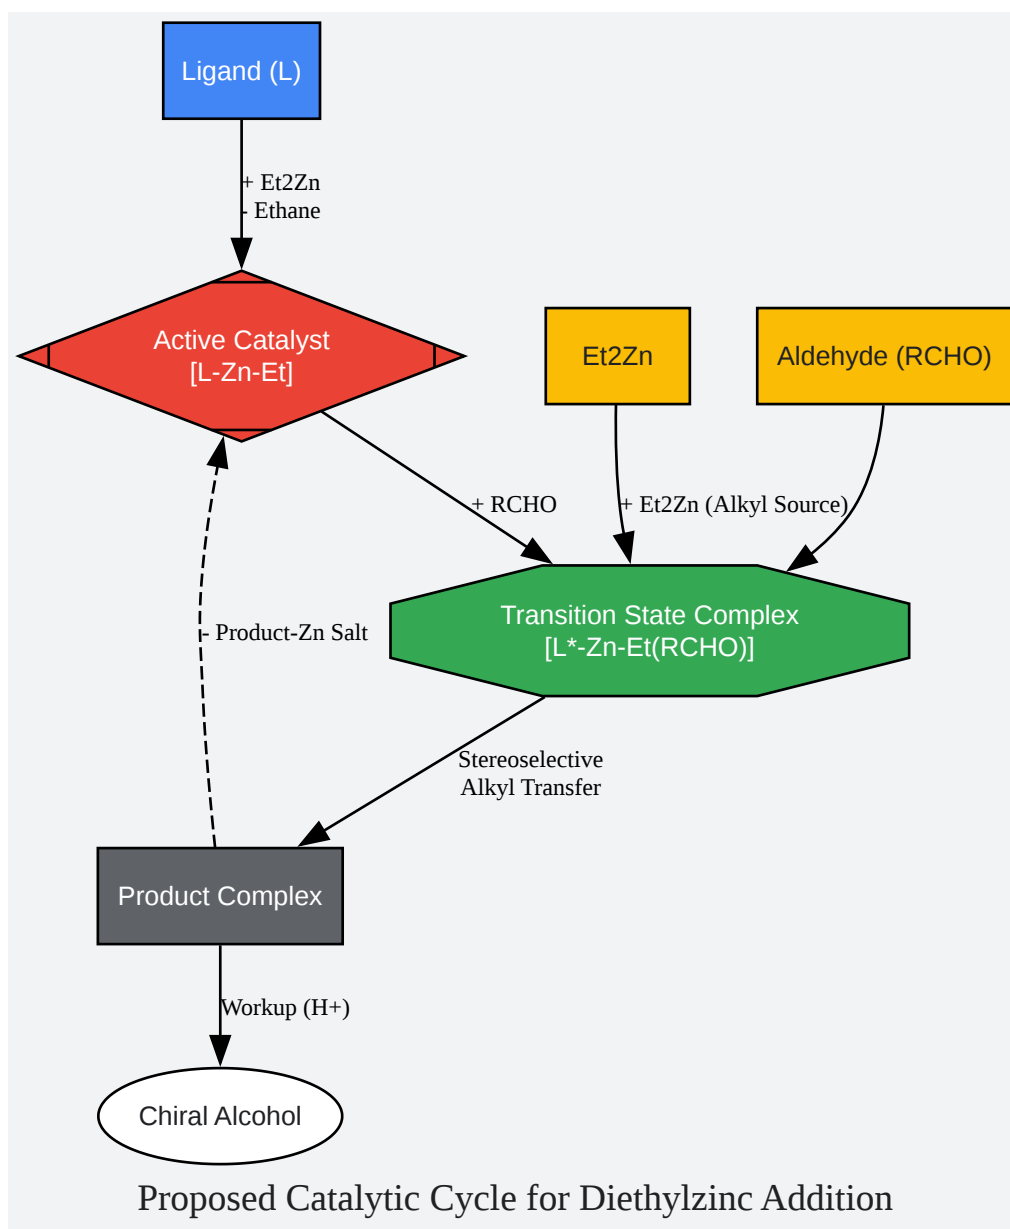 Ligand (L)
+ Et2Zn
- Ethane
Active Catalyst
[L-Zn-Et]
Et2Zn
Aldehyde (RCHO)
+ RCHO
+ Et2Zn (Alkyl Source)
Transition State Complex
[L*-Zn-Et(RCHO)]
- Product-Zn Salt
Stereoselective
Alkyl Transfer
Product Complex
Workup (H+)
Chiral Alcohol
Proposed Catalytic Cycle for Diethylzinc Addition